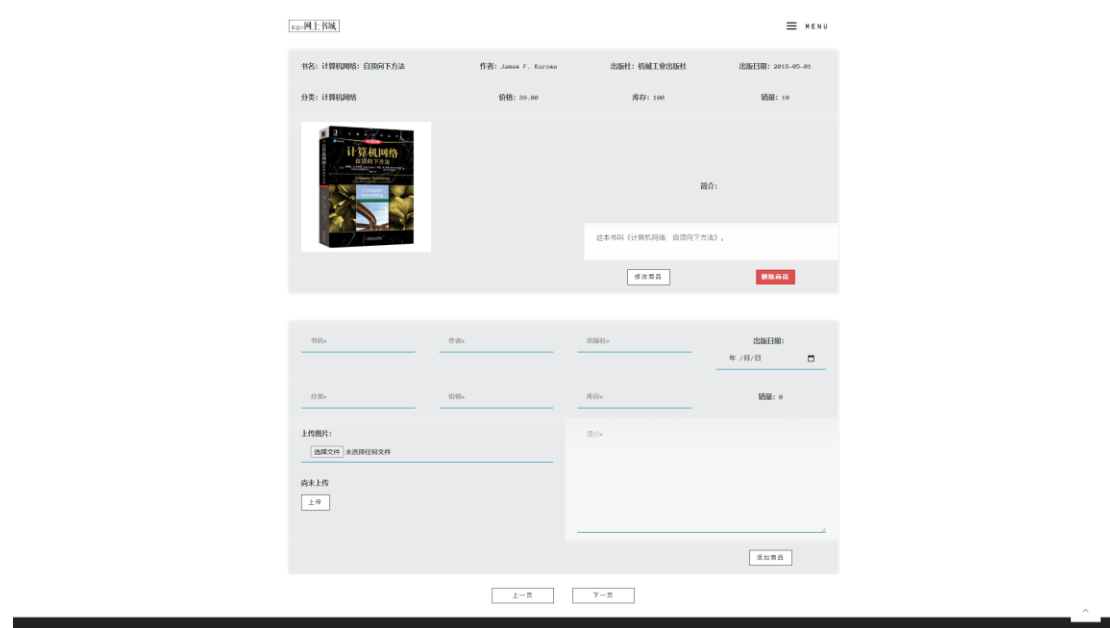 网上书城
MENU
书名: 计算机网络: 自顶向下方法 作者: James F. Kurose 出版社: 机械工业出版社 出版日期: 2018-05-01
分类: 计算机网络 价格: 89.00 库存: 100 销量: 10
计算机网络
自顶向下方法
简介:
这本书叫《计算机网络: 自顶向下方法》。
修改商品 删除商品
书名* 作者* 出版社* 出版日期:
年 /月/日
分类* 价格* 库存* 销量: 0
上传图片: 简介*
选择文件 未选择任何文件
尚未上传
上传
添加商品
上一页 下一页